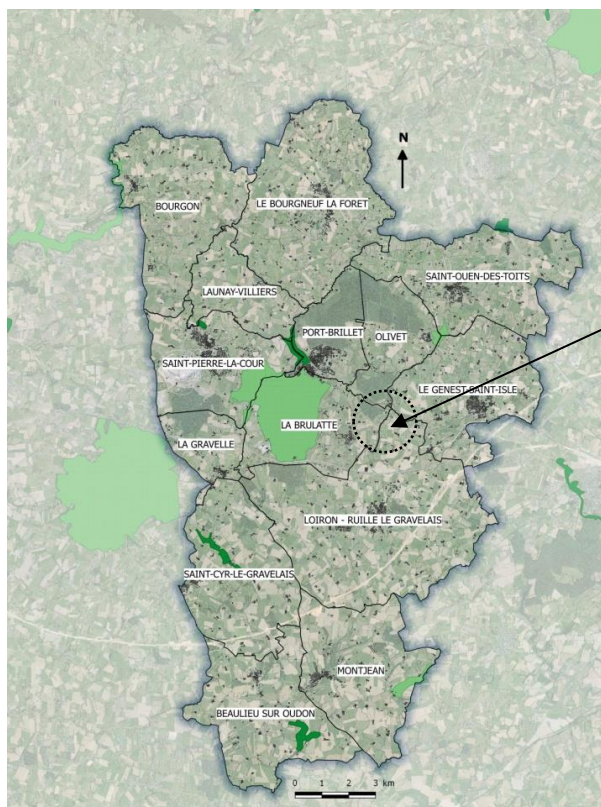 N
BOURGON
LE BOURGNEUF LA FORET
SAINT-OUEN-DES-TOITS
LAUNAY-VILLIERS
PORT-BRILLET
OLIVET
SAINT-PIERRE-LA-COUR
LE GENEST-SAINT-ISLE
LA BRULATTE
LA GRAVELLE
LOIRON - RUILLE LE GRAVELAIS
SAINT-CYR-LE-GRAVELAIS
MONTJEAN
BEAULIEU SUR OUDON
0 1 2 3 km